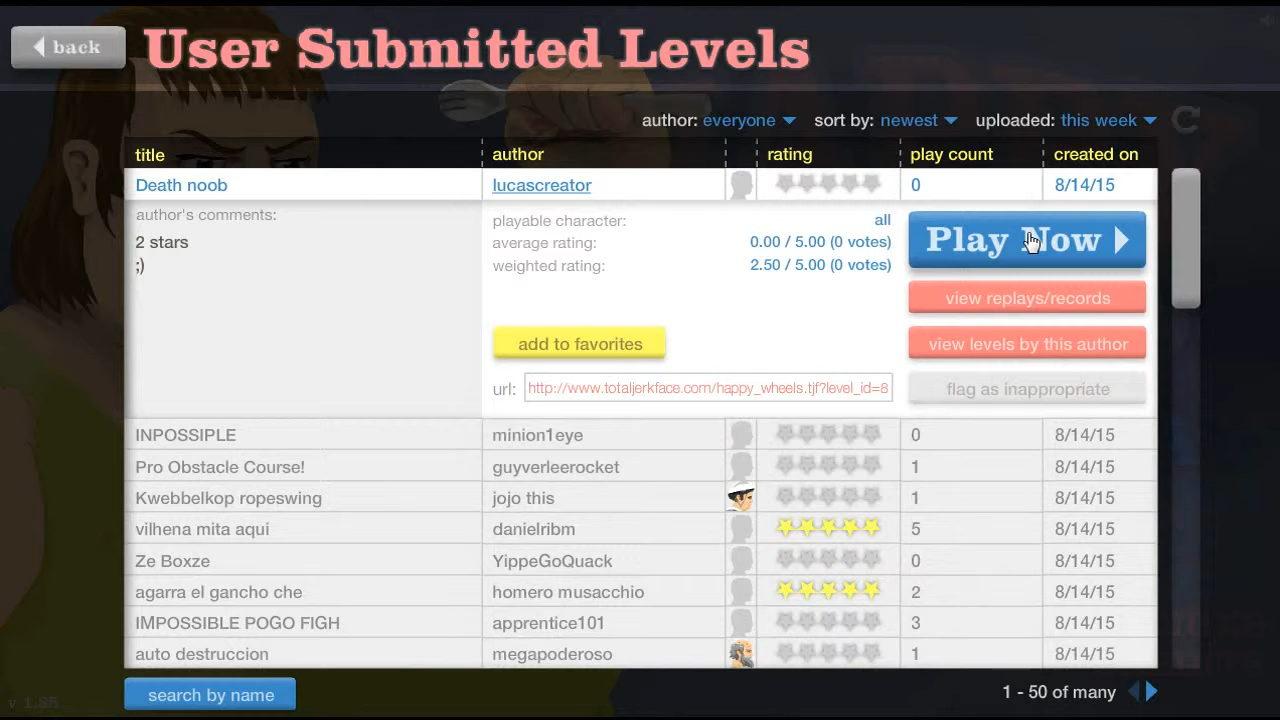 back
User Submitted Levels
author: everyone sort by: newest uploaded: this week
title author rating play count created on
Death noob lucascreator 0 8/14/15
author's comments:
2 stars
;)
playable character: all
average rating: 0.00 / 5.00 (0 votes)
weighted rating: 2.50 / 5.00 (0 votes)
Play Now
view replays/records
add to favorites
view levels by this author
url: http://www.totaljerkface.com/happy_wheels.tjf?level_id=8
flag as inappropriate
INPOSSIPLE minion1eye 0 8/14/15
Pro Obstacle Course! guyverleerocket 1 8/14/15
Kwebbelkop ropeswing jojo this 1 8/14/15
vilhena mita aqui danielribm 5 8/14/15
Ze Boxze YippeGoQuack 0 8/14/15
agarra el gancho che homero musacchio 2 8/14/15
IMPOSSIBLE POGO FIGH apprentice101 3 8/14/15
auto destruccion megapoderoso 1 8/14/15
search by name
1 - 50 of many